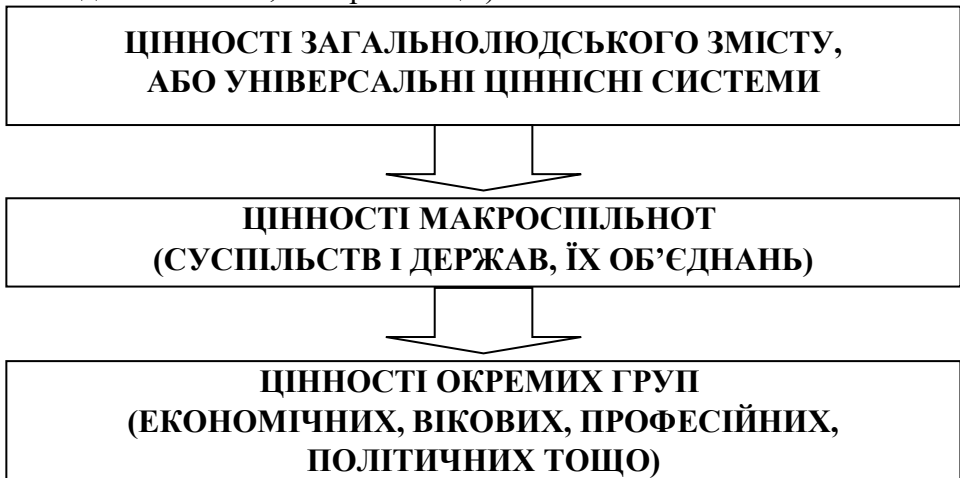 ЦІННОСТІ ЗАГАЛЬНОЛЮДСЬКОГО ЗМІСТУ,
АБО УНІВЕРСАЛЬНІ ЦІННІСНІ СИСТЕМИ
ЦІННОСТІ МАКРОСПІЛЬНОТ
(СУСПІЛЬСТВ І ДЕРЖАВ, ЇХ ОБ’ЄДНАНЬ)
ЦІННОСТІ ОКРЕМИХ ГРУП
(ЕКОНОМІЧНИХ, ВІКОВИХ, ПРОФЕСІЙНИХ,
ПОЛІТИЧНИХ ТОЩО)